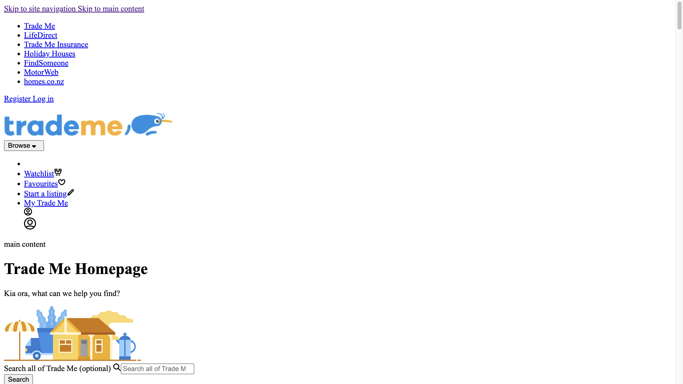 Skip to site navigation Skip to main content
Trade Me
LifeDirect
Trade Me Insurance
Holiday Houses
FindSomeone
MotorWeb
homes.co.nz
Register Log in
trademe
Browse
Watchlist
Favourites
Start a listing
My Trade Me
main content
Trade Me Homepage
Kia ora, what can we help you find?
Search all of Trade Me (optional) Search all of Trade M
Search